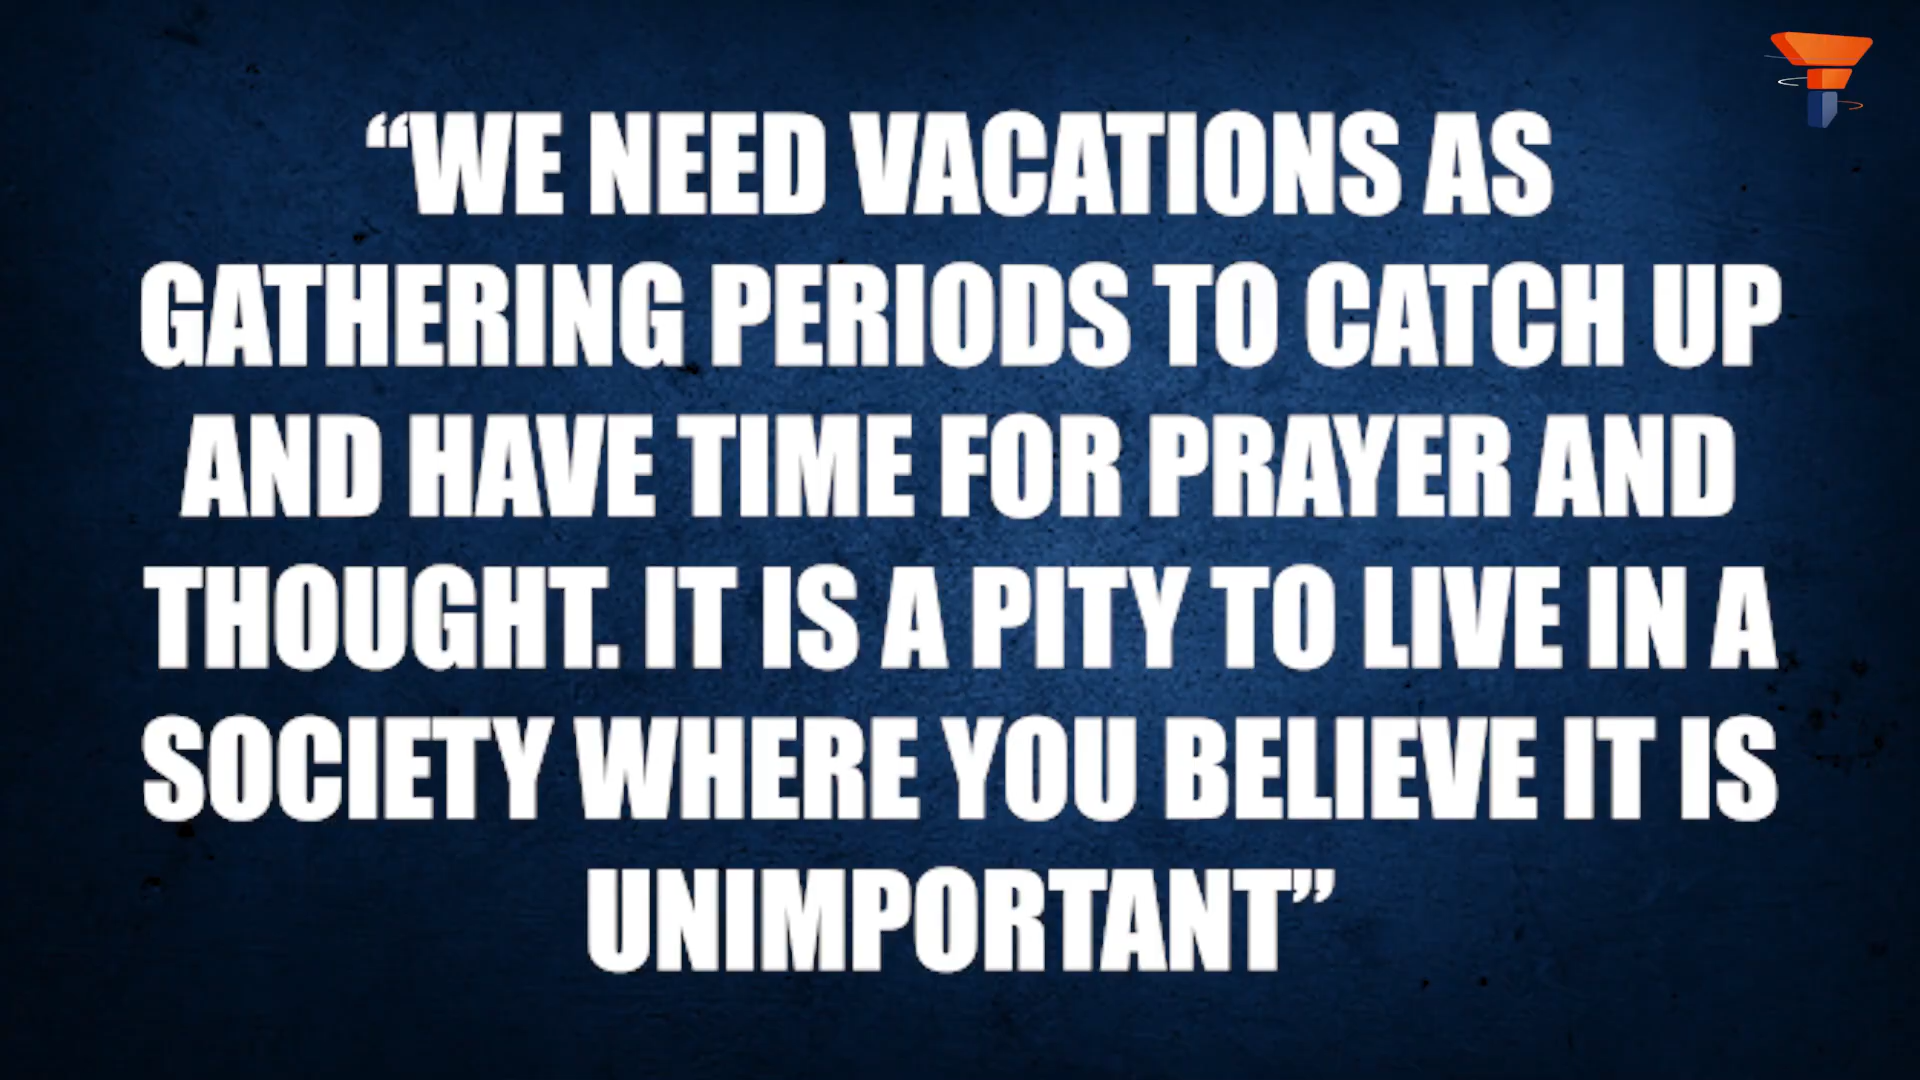 “WE NEED VACATIONS AS
GATHERING PERIODS TO CATCH UP
AND HAVE TIME FOR PRAYER AND
THOUGHT. IT IS A PITY TO LIVE IN A
SOCIETY WHERE YOU BELIEVE IT IS
UNIMPORTANT”